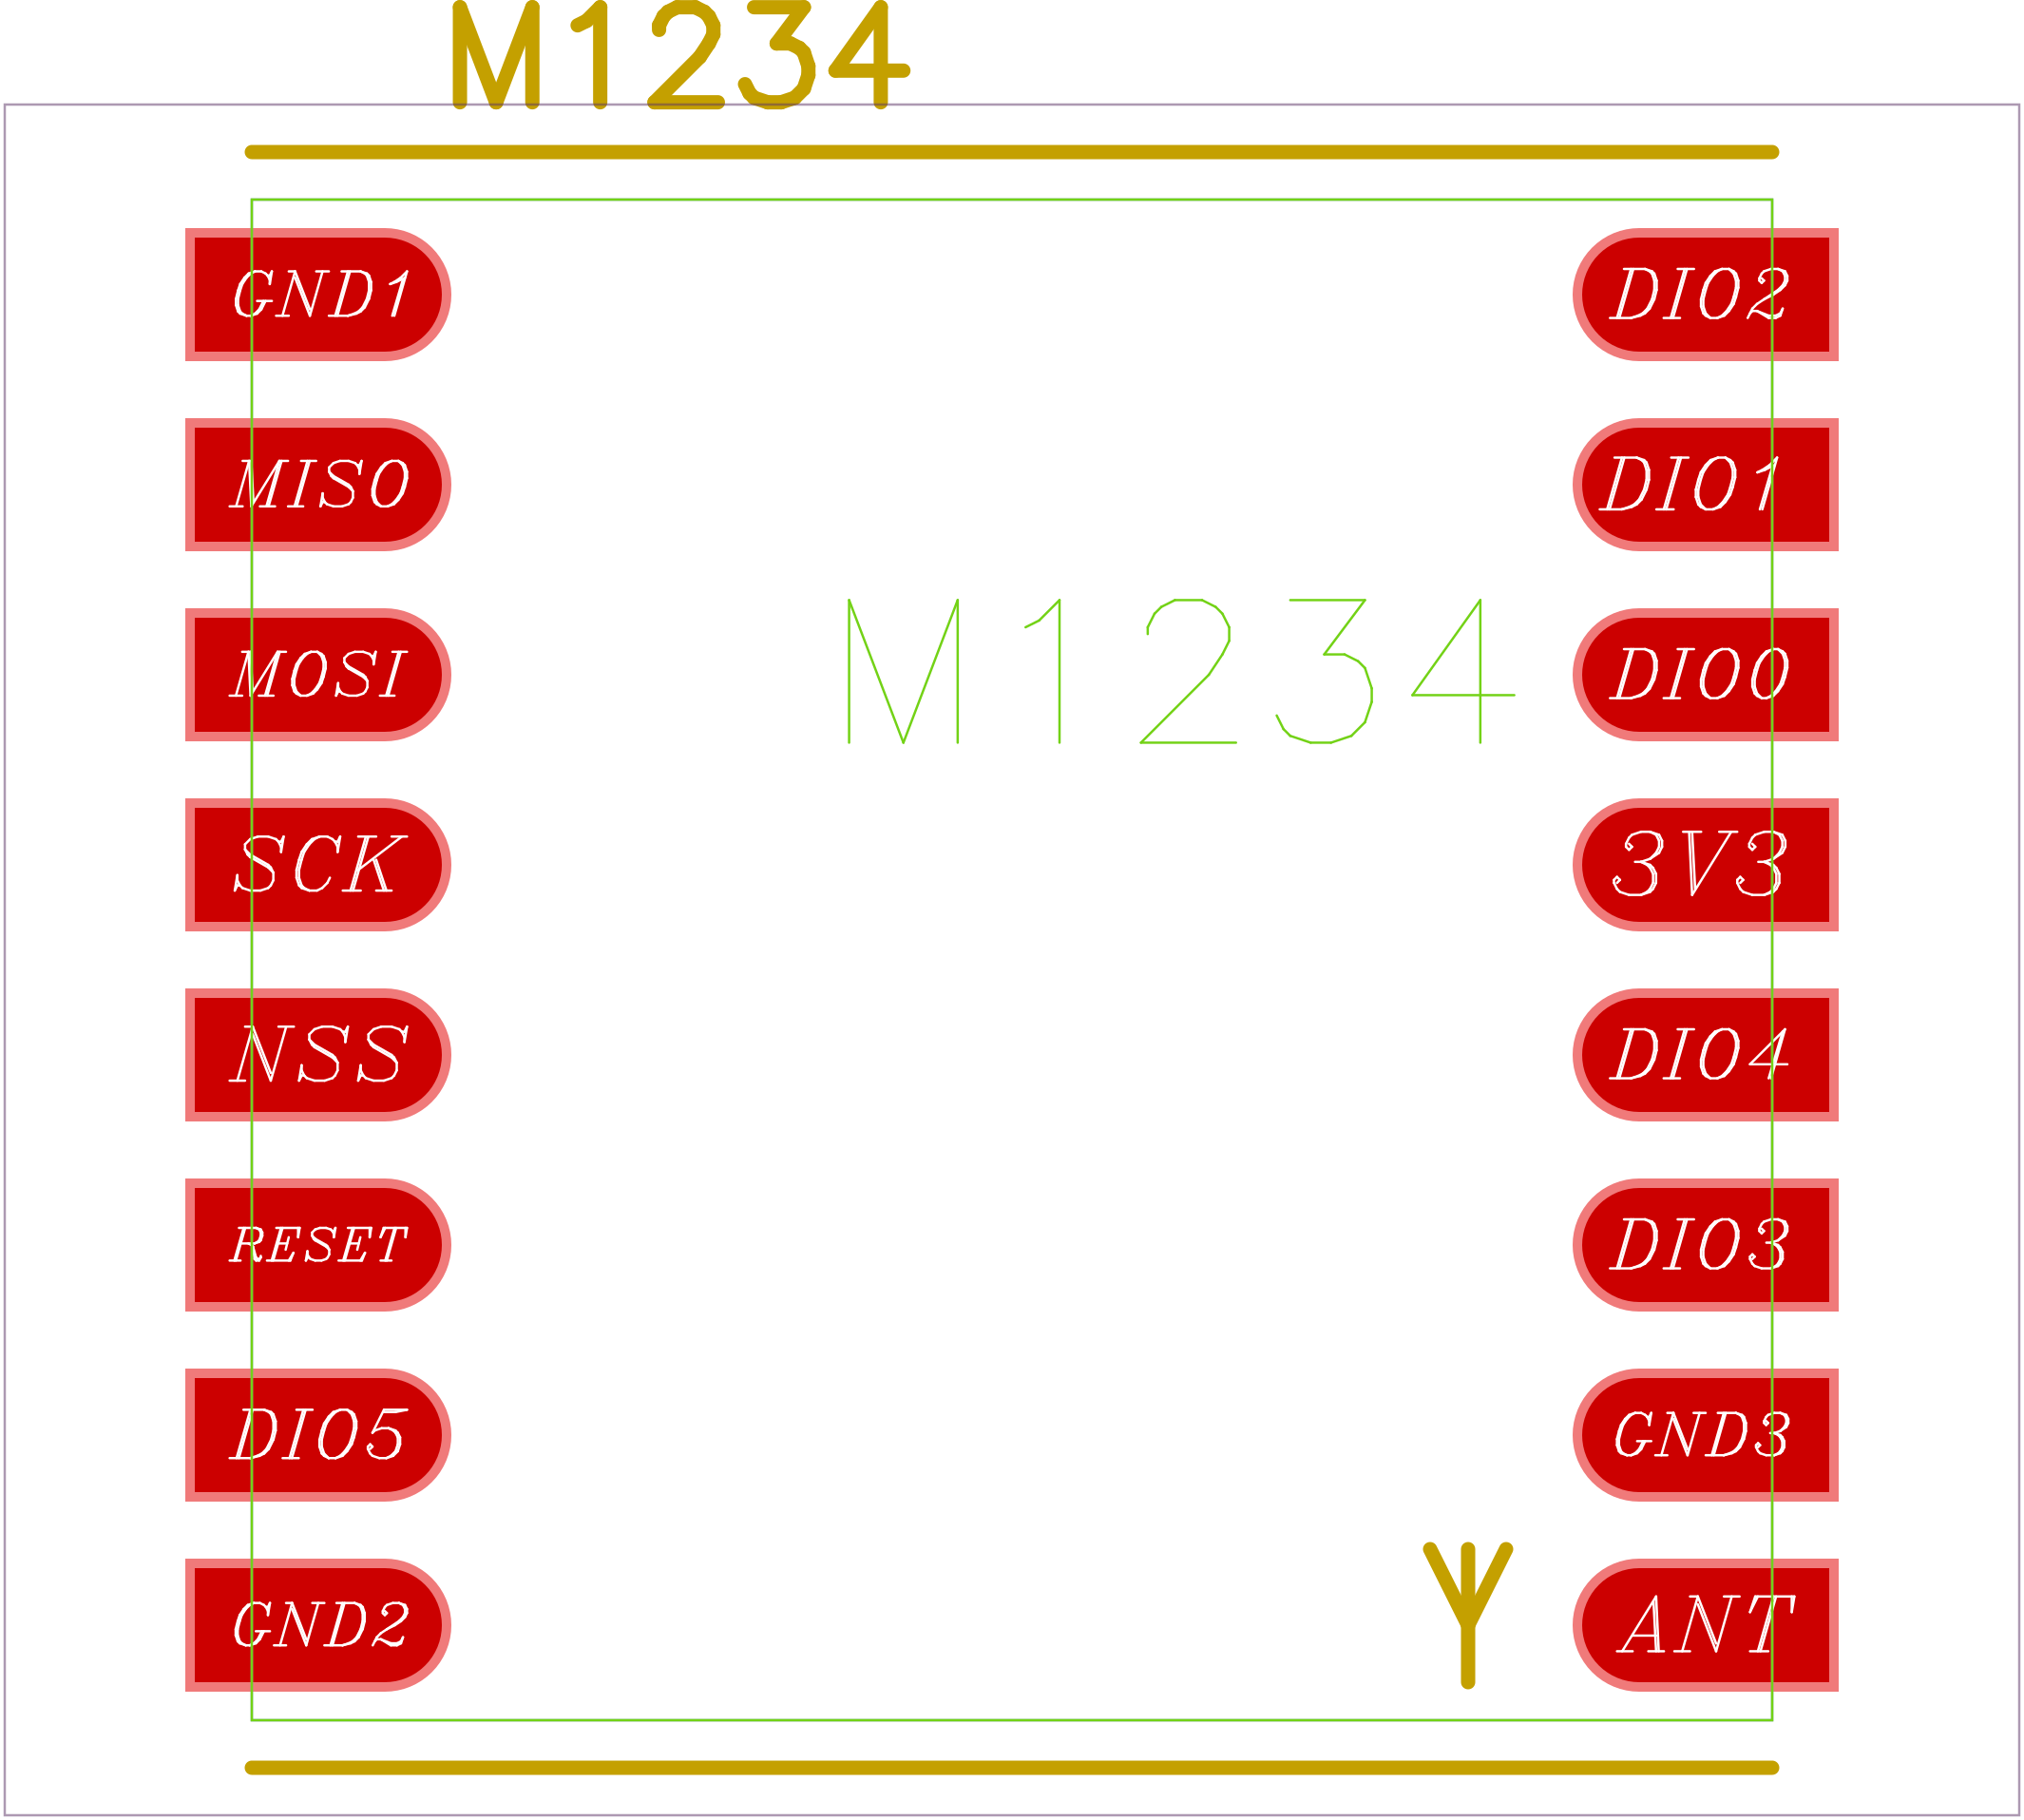 M1234
GND1 DIO2
MISO DIO1
M1234
MOSI DIO0
SCK 3V3
NSS DIO4
RESET DIO3
DIO5 GND3
GND2 ANT